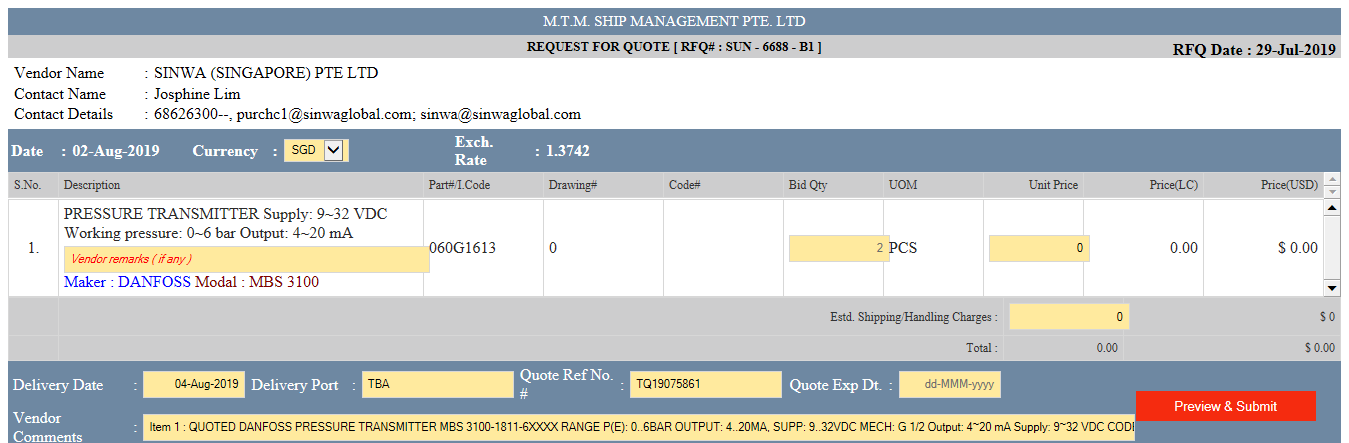 M.T.M. SHIP MANAGEMENT PTE. LTD
REQUEST FOR QUOTE [ RFQ# : SUN - 6688 - B1 ]
RFQ Date : 29-Jul-2019
Vendor Name : SINWA (SINGAPORE) PTE LTD
Contact Name : Josphine Lim
Contact Details : 68626300--, purchc1@sinwaglobal.com; sinwa@sinwaglobal.com
Date : 02-Aug-2019 Currency : SGD Exch. Rate : 1.3742
S.No. Description Part#/I.Code Drawing# Code# Bid Qty UOM Unit Price Price(LC) Price(USD)
PRESSURE TRANSMITTER Supply: 9~32 VDC
Working pressure: 0~6 bar Output: 4~20 mA
1. 060G1613 0 2 PCS 0 0.00 $ 0.00
Vendor remarks ( if any )
Maker : DANFOSS Modal : MBS 3100
Estd. Shipping/Handling Charges : 0 $ 0
Total : 0.00 $ 0.00
Delivery Date : 04-Aug-2019 Delivery Port : TBA Quote Ref No. # : TQ19075861 Quote Exp Dt. : dd-MMM-yyyy
Preview & Submit
Vendor Comments : Item 1 : QUOTED DANFOSS PRESSURE TRANSMITTER MBS 3100-1811-6XXXX RANGE P(E): 0..6BAR OUTPUT: 4..20MA, SUPP: 9..32VDC MECH: G 1/2 Output: 4~20 mA Supply: 9~32 VDC CODI